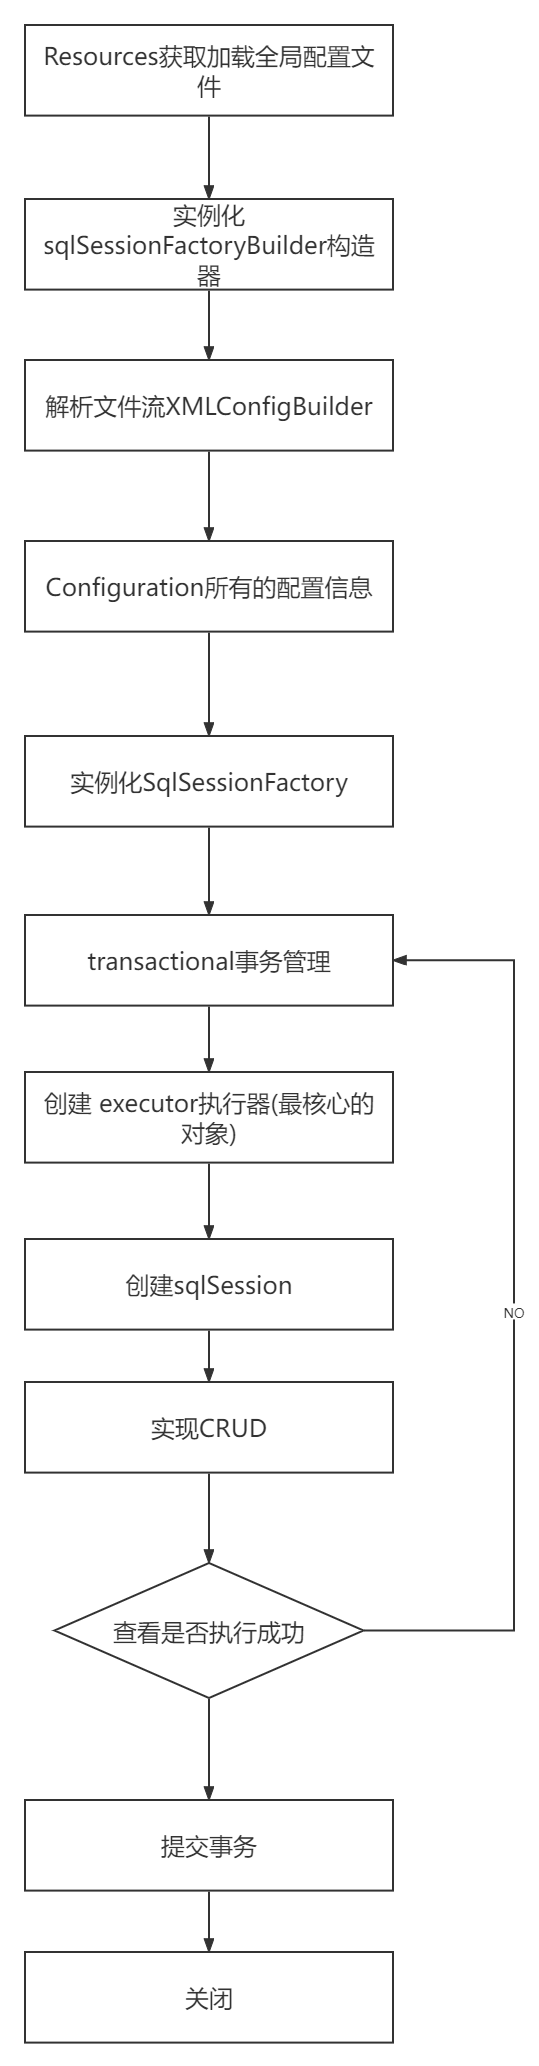 Resources获取加载全局配置文
件
实例化
sqlSessionFactoryBuilder构造
器
解析文件流XMLConfigBuilder
Configuration所有的配置信息
实例化SqlSessionFactory
transactional事务管理
创建 executor执行器(最核心的
对象)
创建sqlSession
NO
实现CRUD
查看是否执行成功
提交事务
关闭